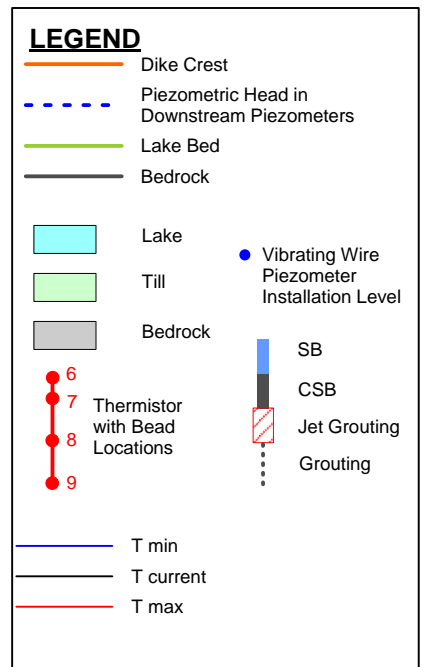 LEGEND
Dike Crest
Piezometric Head in
Downstream Piezometers
Lake Bed
Bedrock
Lake
Till
Bedrock
Vibrating Wire
Piezometer
Installation Level
SB
CSB
Jet Grouting
Grouting
6
7
8
9
Thermistor
with Bead
Locations
T min
T current
T max